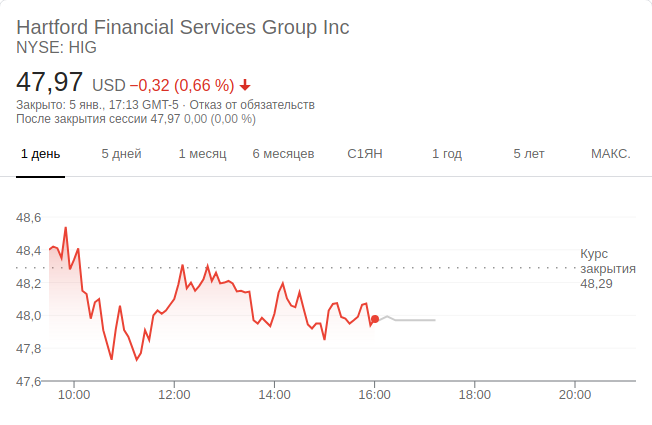 Hartford Financial Services Group Inc
NYSE: HIG
47,97 USD −0,32 (0,66 %)
Закрыто: 5 янв., 17:13 GMT-5 · Отказ от обязательств
После закрытия сессии 47,97 0,00 (0,00 %)
1 день 5 дней 1 месяц 6 месяцев С1ЯН 1 год 5 лет МАКС.
48,6
48,4
48,2
48,0
47,8
47,6
Курс
закрытия
48,29
10:00 12:00 14:00 16:00 18:00 20:00